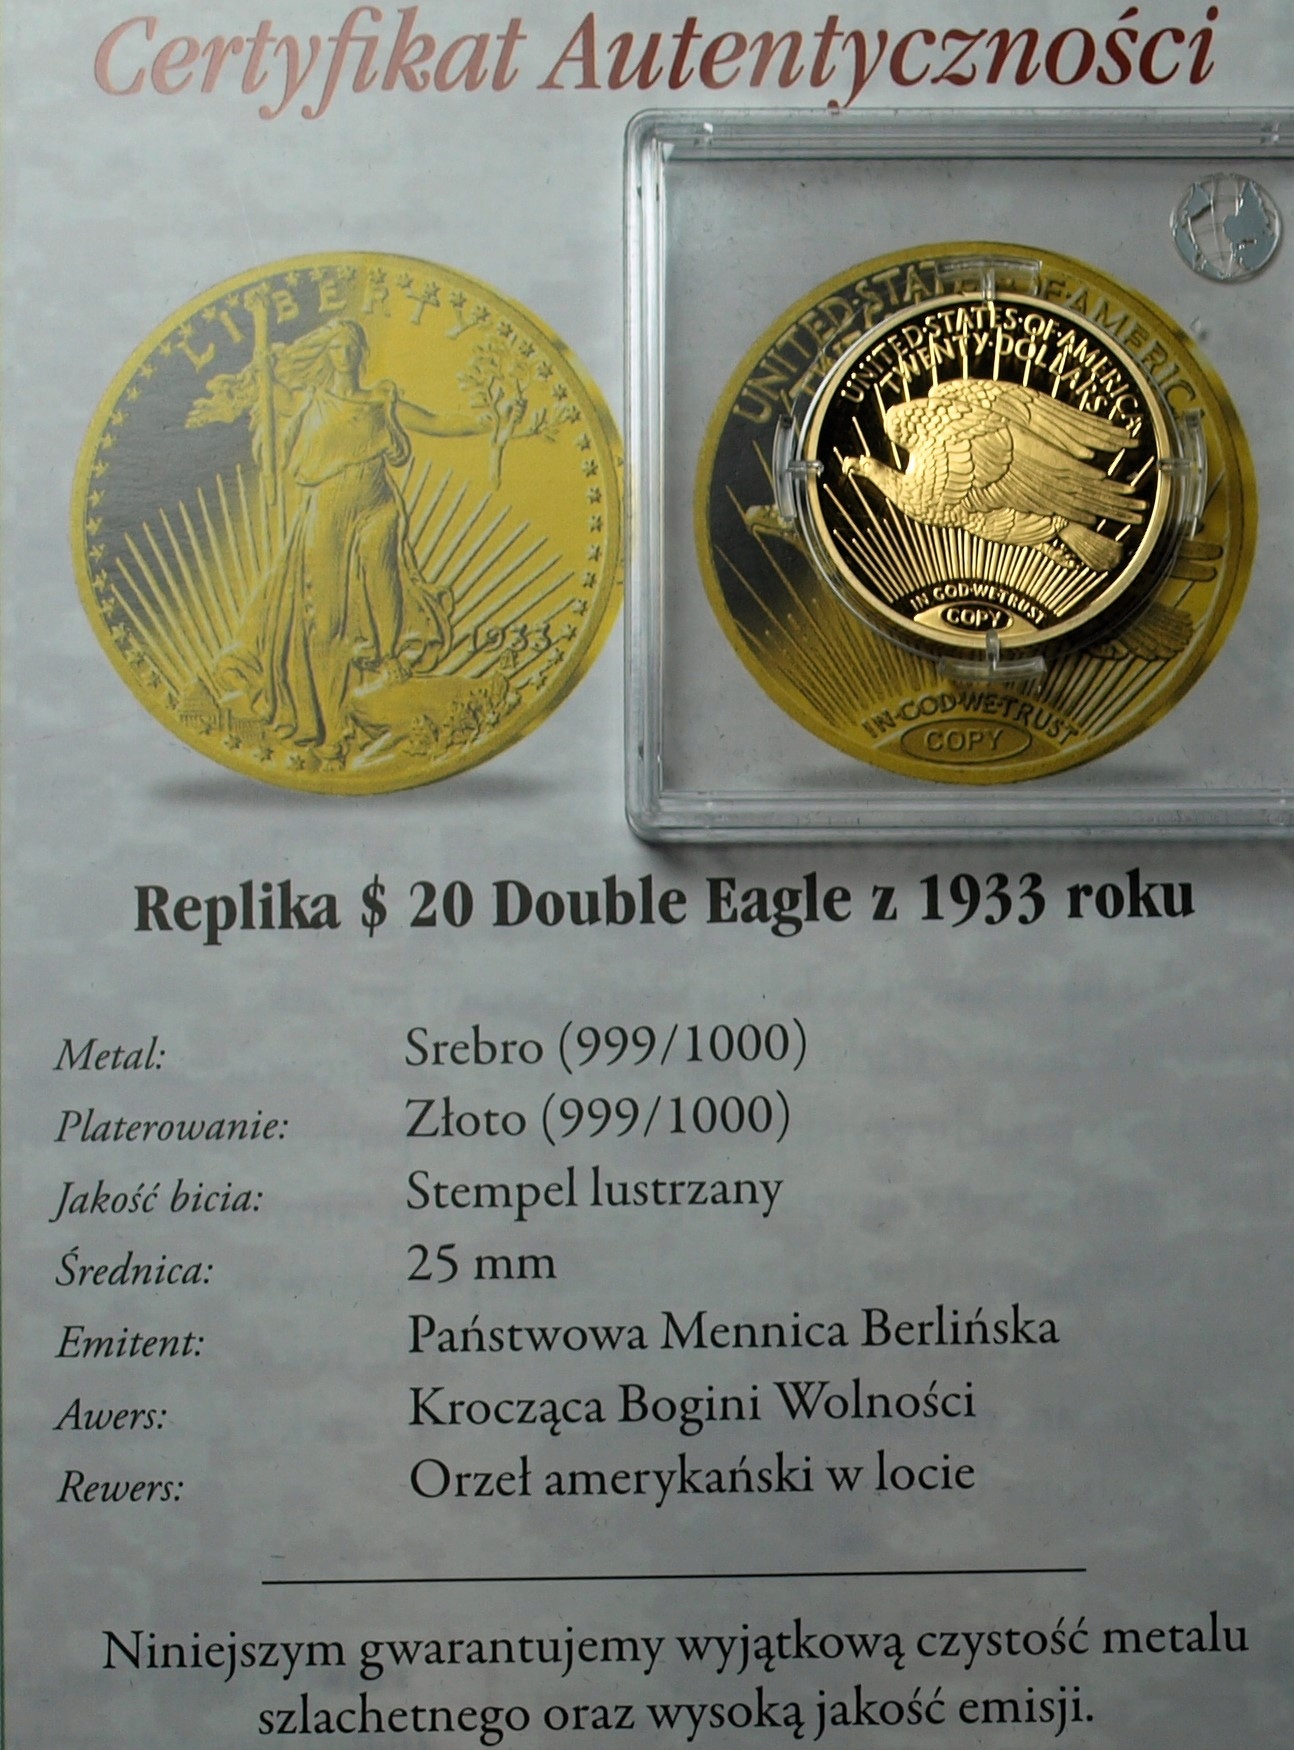 Certyfikat Autentyczności
LIBERTY
1933
UNITED·STATES·OF·AMERICA
UNITED·STATES·OF·AMERICA
TWENTY·DOLLARS
IN GOD·WE·TRUST
COPY
IN·GOD·WE·TRUST
COPY
Replika $ 20 Double Eagle z 1933 roku
Metal: Srebro (999/1000)
Platerowanie: Złoto (999/1000)
Jakość bicia: Stempel lustrzany
Średnica: 25 mm
Emitent: Państwowa Mennica Berlińska
Awers: Krocząca Bogini Wolności
Rewers: Orzeł amerykański w locie
Niniejszym gwarantujemy wyjątkową czystość metalu
szlachetnego oraz wysoką jakość emisji.